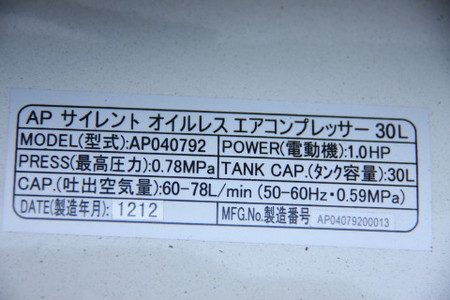 AP サイレント オイルレス エアコンプレッサー 30L
MODEL(型式):AP040792 POWER(電動機):1.0HP
PRESS(最高圧力):0.78MPa TANK CAP.(タンク容量):30L
CAP.(吐出空気量):60-78L/min (50-60Hz・0.59MPa)
DATE(製造年月): 1212 MFG.No.製造番号 AP04079200013